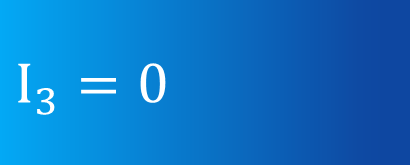 I₃ = 0